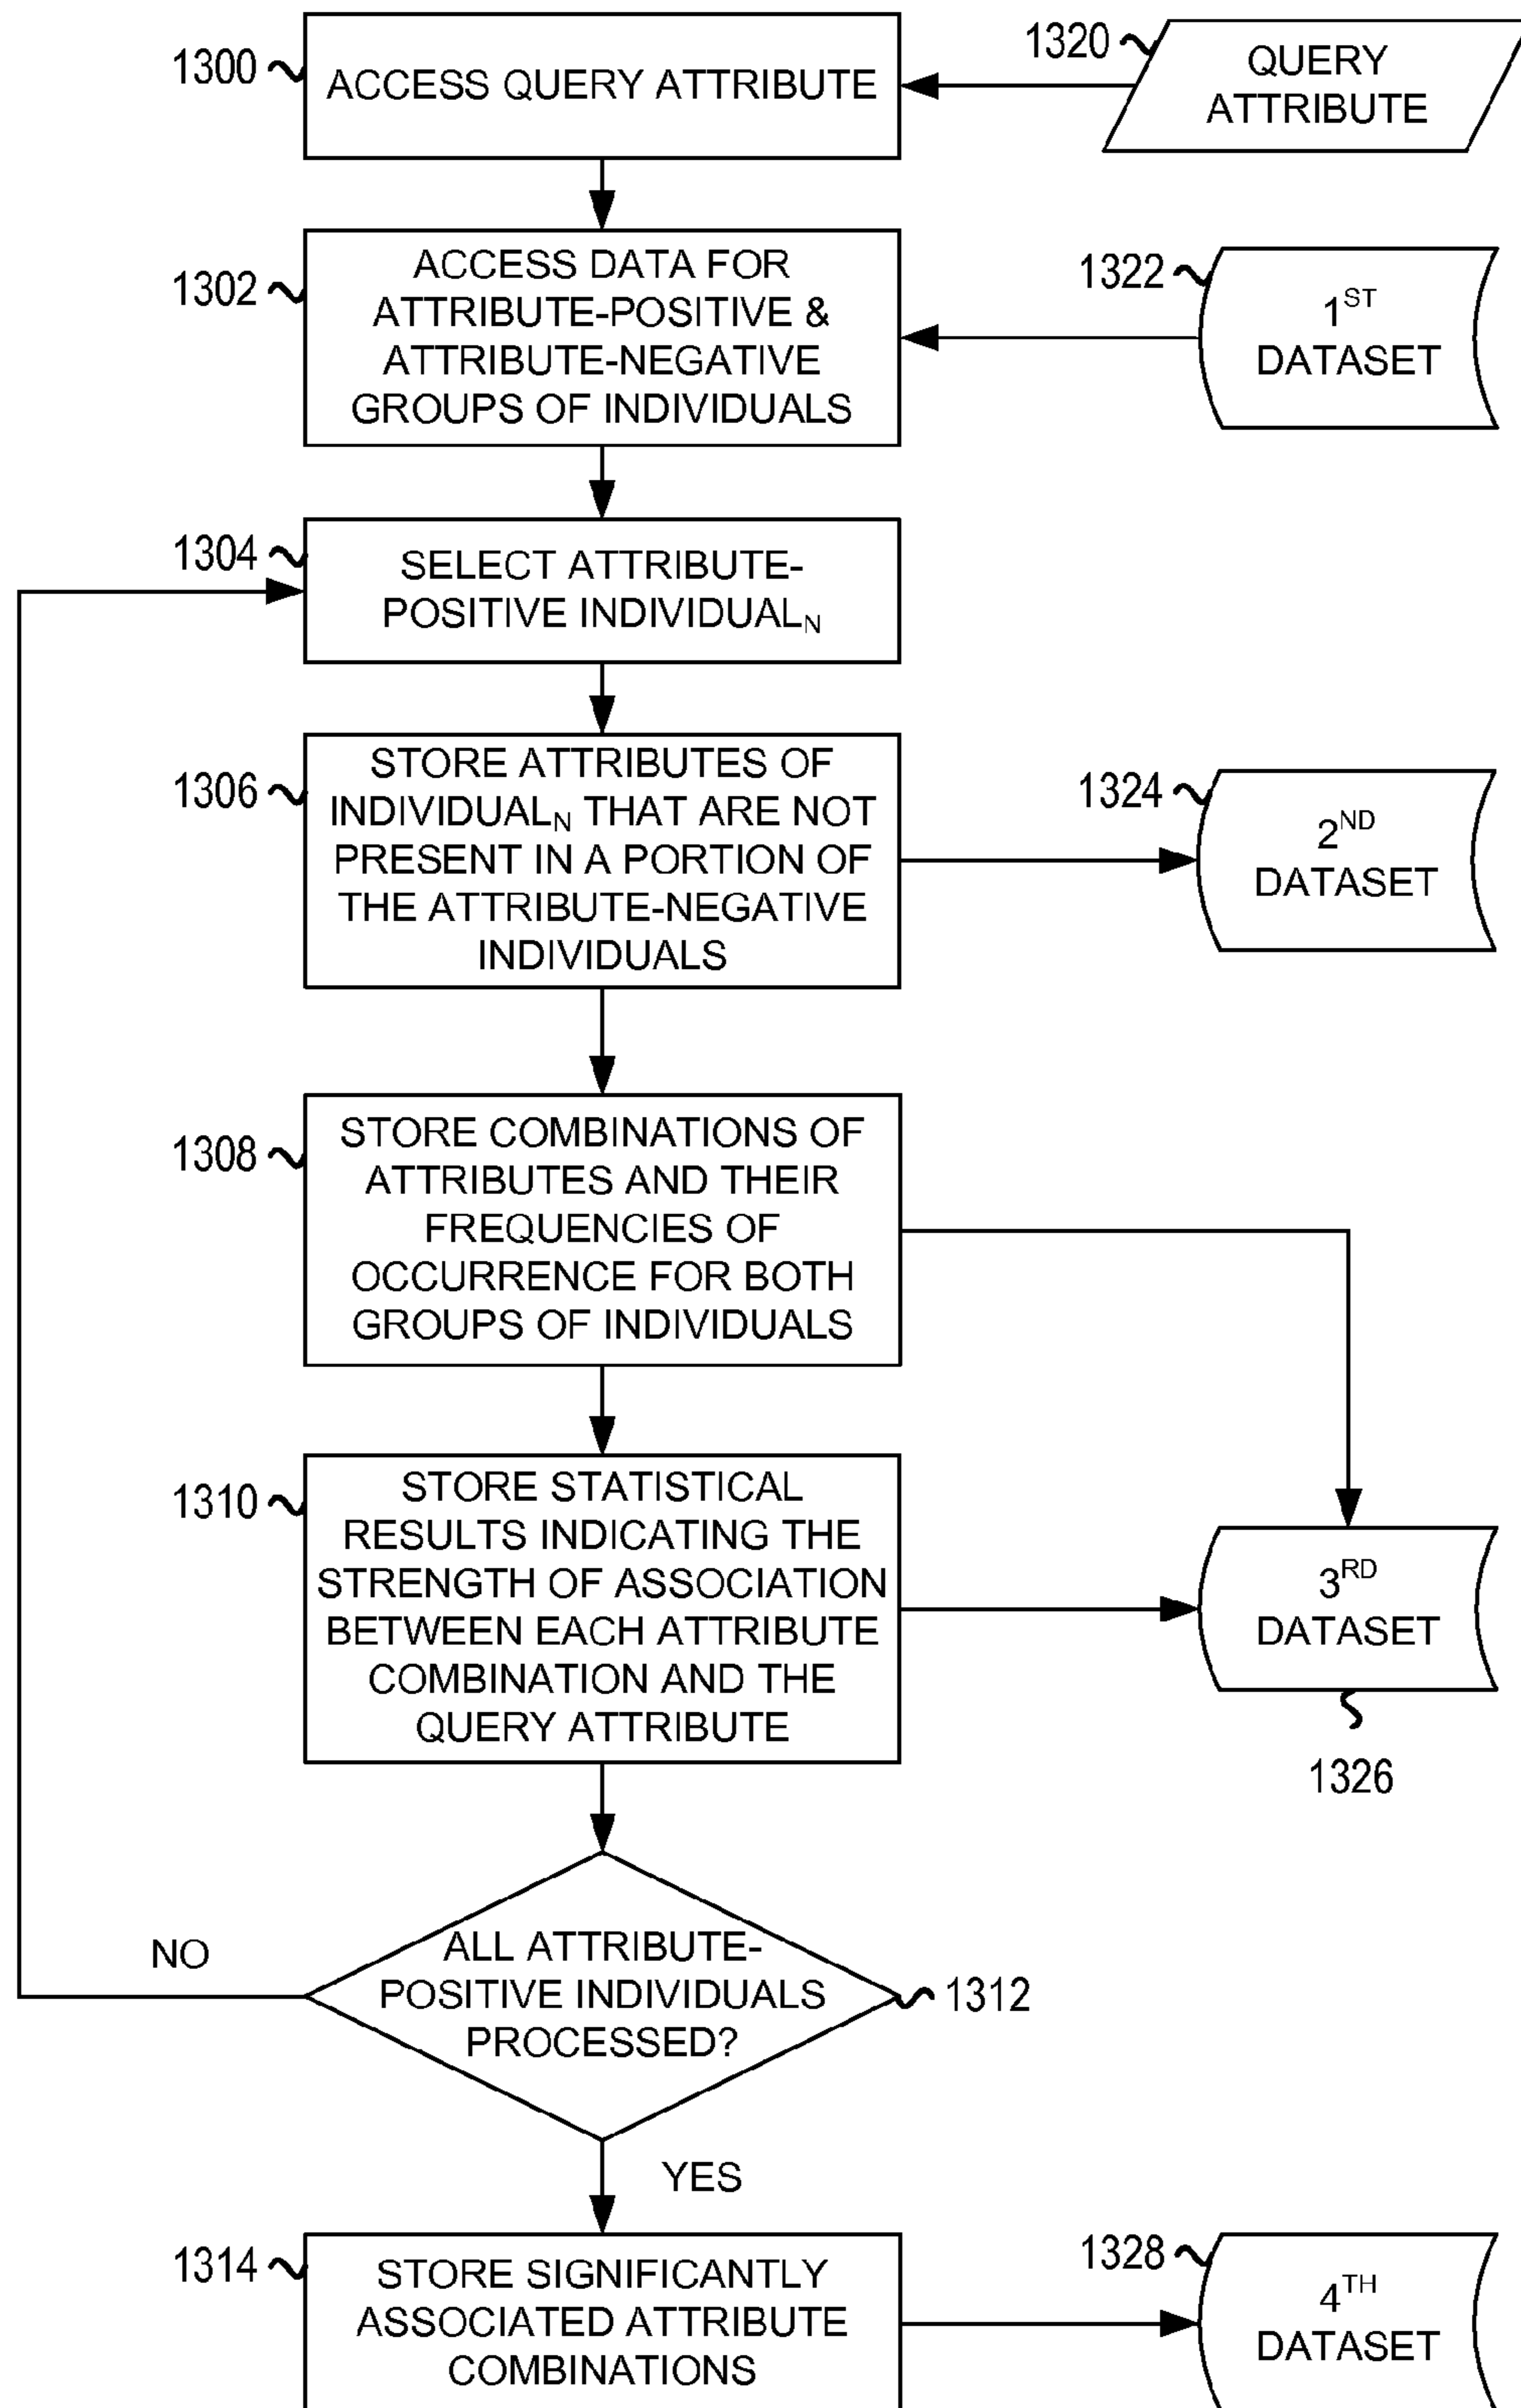 1300
ACCESS QUERY ATTRIBUTE
1320
QUERY
ATTRIBUTE
1302
ACCESS DATA FOR
ATTRIBUTE-POSITIVE &
ATTRIBUTE-NEGATIVE
GROUPS OF INDIVIDUALS
1322
1ST
DATASET
1304
SELECT ATTRIBUTE-
POSITIVE INDIVIDUALN
1306
STORE ATTRIBUTES OF
INDIVIDUALN THAT ARE NOT
PRESENT IN A PORTION OF
THE ATTRIBUTE-NEGATIVE
INDIVIDUALS
1324
2ND
DATASET
1308
STORE COMBINATIONS OF
ATTRIBUTES AND THEIR
FREQUENCIES OF
OCCURRENCE FOR BOTH
GROUPS OF INDIVIDUALS
1310
STORE STATISTICAL
RESULTS INDICATING THE
STRENGTH OF ASSOCIATION
BETWEEN EACH ATTRIBUTE
COMBINATION AND THE
QUERY ATTRIBUTE
3RD
DATASET
1326
NO
ALL ATTRIBUTE-
POSITIVE INDIVIDUALS
PROCESSED?
1312
YES
1314
STORE SIGNIFICANTLY
ASSOCIATED ATTRIBUTE
COMBINATIONS
1328
4TH
DATASET